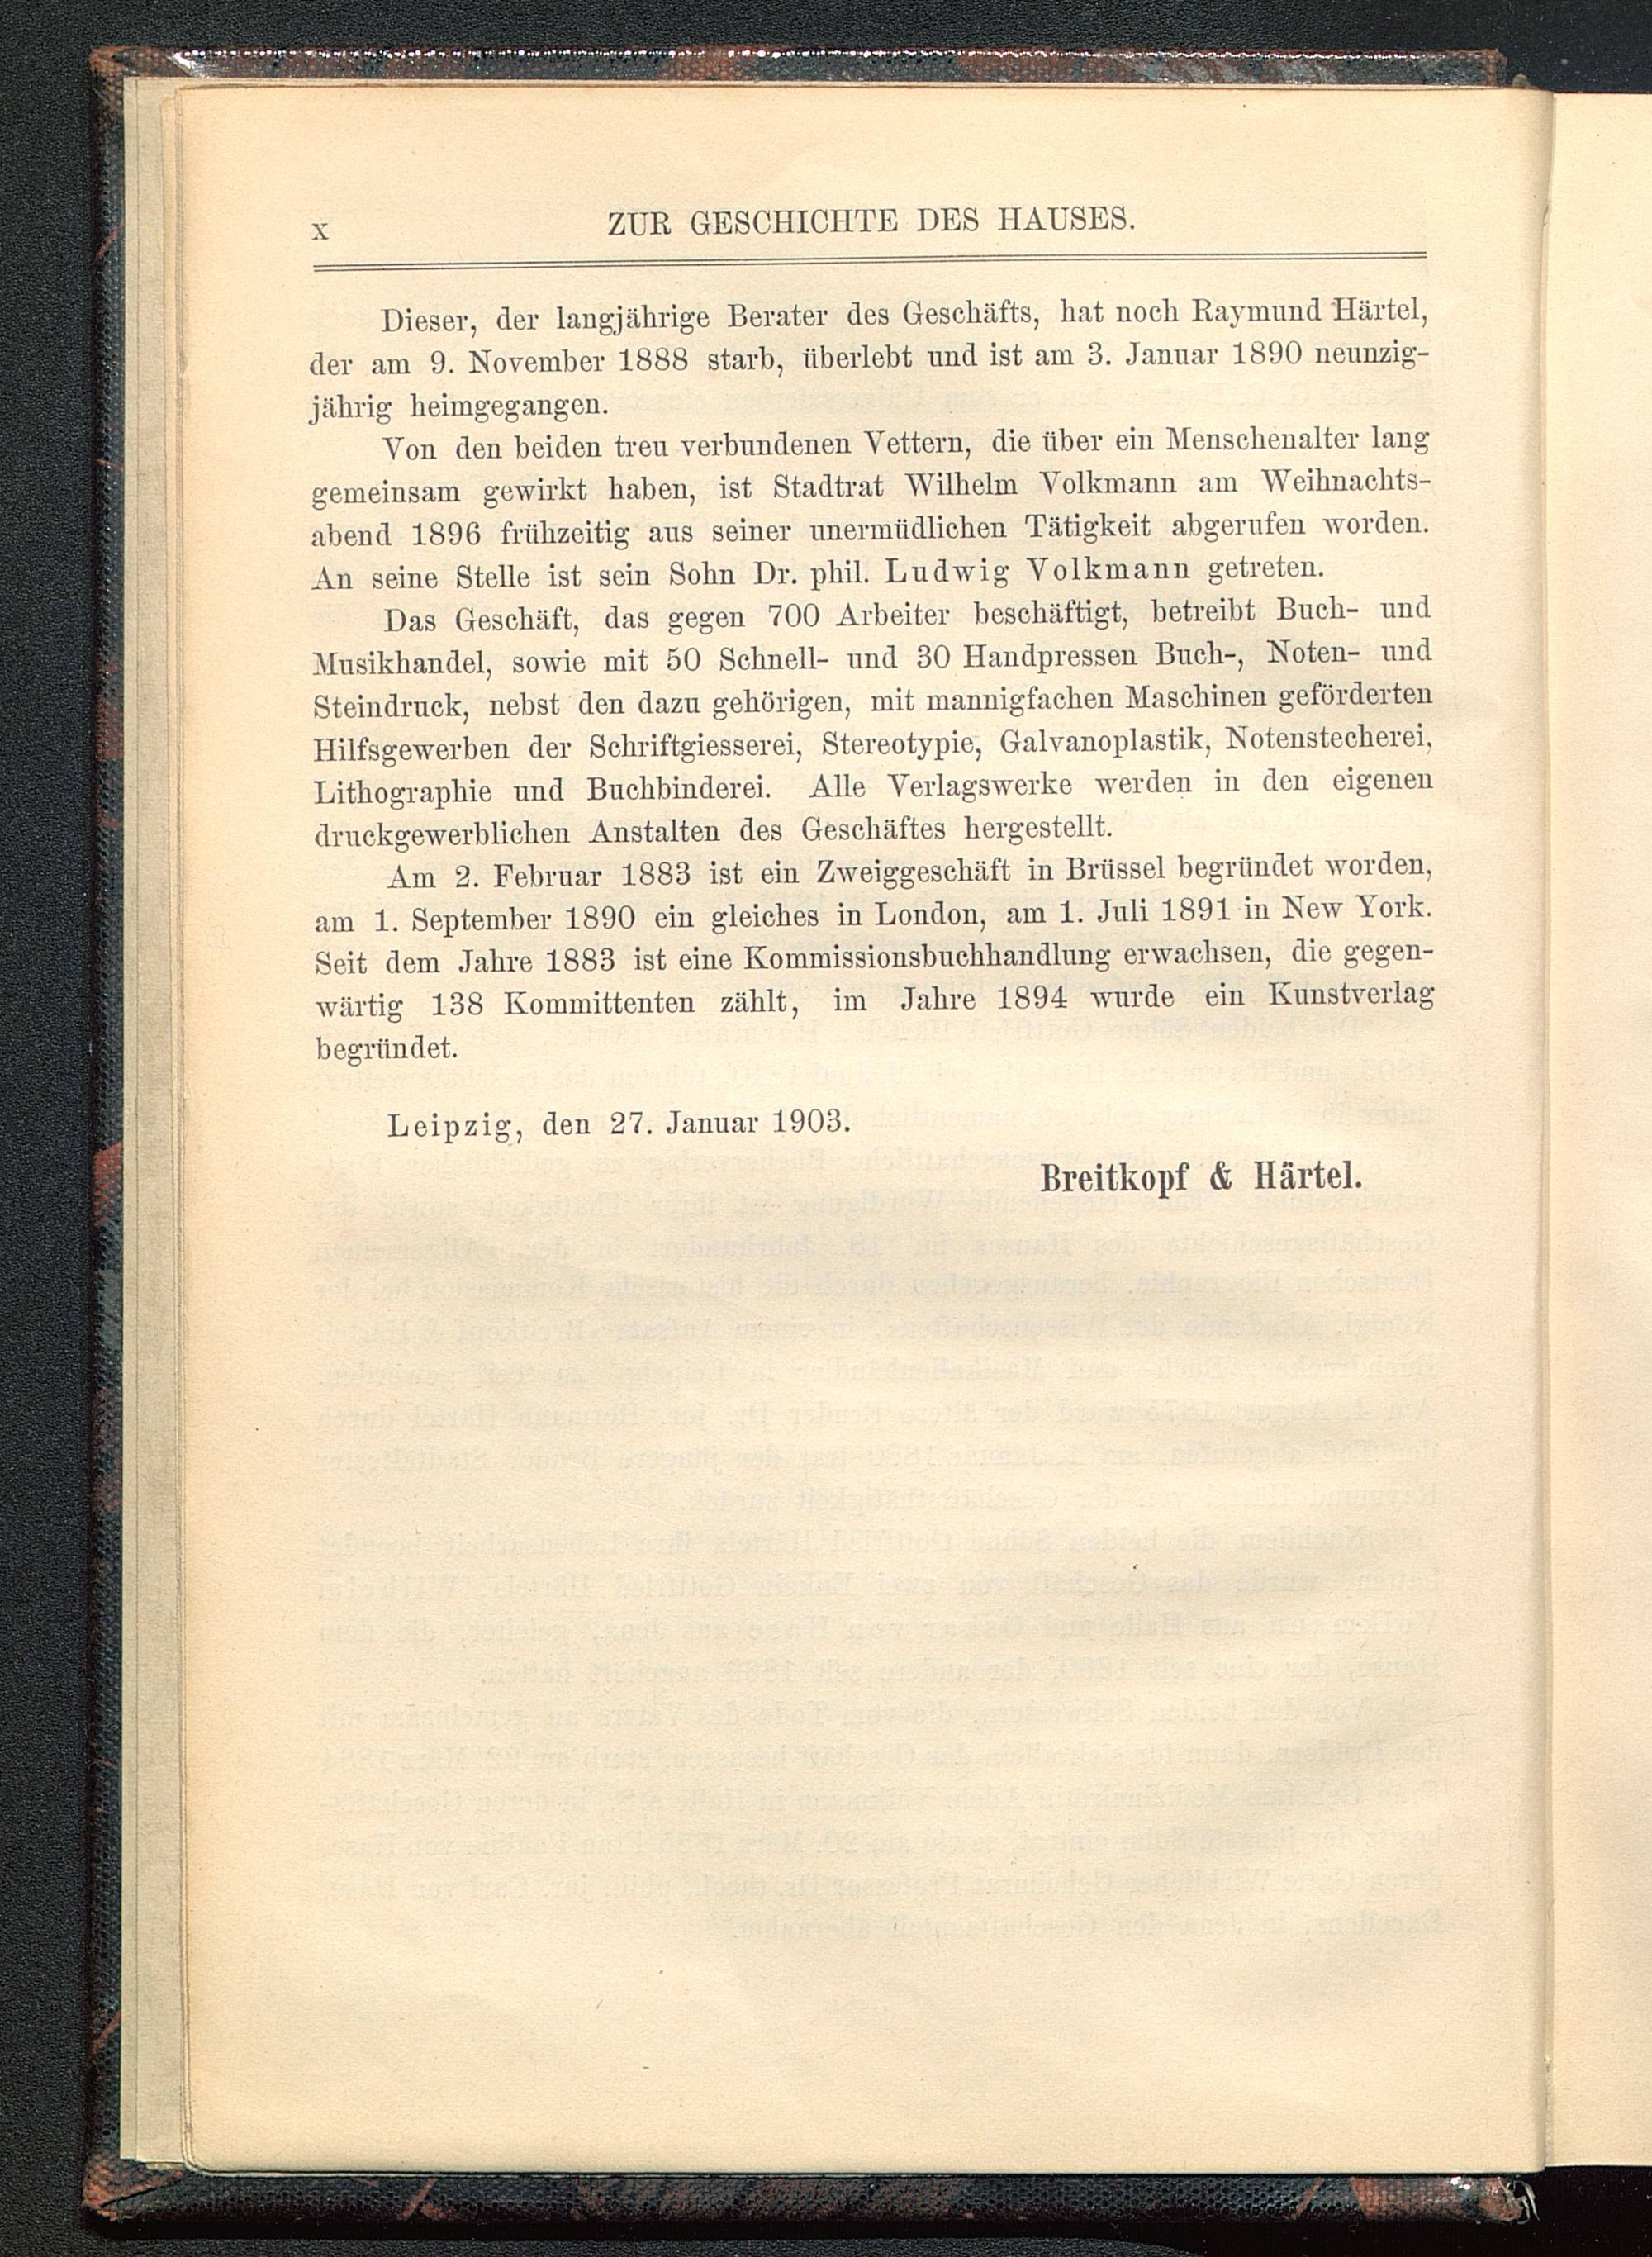 x
ZUR GESCHICHTE DES HAUSES.
Dieser, der langjährige Berater des Geschäfts, hat noch Raymund Härtel,
der am 9. November 1888 starb, überlebt und ist am 3. Januar 1890 neunzig-
jährig heimgegangen.
Von den beiden treu verbundenen Vettern, die über ein Menschenalter lang
gemeinsam gewirkt haben, ist Stadtrat Wilhelm Volkmann am Weihnachts-
abend 1896 frühzeitig aus seiner unermüdlichen Tätigkeit abgerufen worden.
An seine Stelle ist sein Sohn Dr. phil. Ludwig Volkmann getreten.
Das Geschäft, das gegen 700 Arbeiter beschäftigt, betreibt Buch- und
Musikhandel, sowie mit 50 Schnell- und 30 Handpressen Buch-, Noten- und
Steindruck, nebst den dazu gehörigen, mit mannigfachen Maschinen geförderten
Hilfsgewerben der Schriftgiesserei, Stereotypie, Galvanoplastik, Notenstecherei,
Lithographie und Buchbinderei. Alle Verlagswerke werden in den eigenen
druckgewerblichen Anstalten des Geschäftes hergestellt.
Am 2. Februar 1883 ist ein Zweiggeschäft in Brüssel begründet worden,
am 1. September 1890 ein gleiches in London, am 1. Juli 1891 in New York.
Seit dem Jahre 1883 ist eine Kommissionsbuchhandlung erwachsen, die gegen-
wärtig 138 Kommittenten zählt, im Jahre 1894 wurde ein Kunstverlag
begründet.
Leipzig, den 27. Januar 1903.
Breitkopf & Härtel.